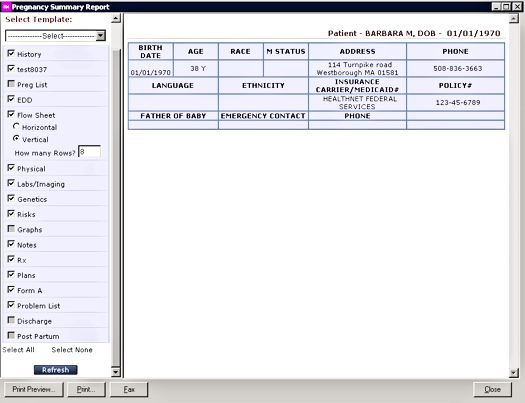 Pregnancy Summary Report
Select Template:
---------------Select---------------
History
test8037
Preg List
EDD
Flow Sheet
Horizontal
Vertical
How many Rows? 8
Physical
Labs/Imaging
Genetics
Risks
Graphs
Notes
Rx
Plans
Form A
Problem List
Discharge
Post Partum
Select All Select None
Refresh
Patient - BARBARA M, DOB - 01/01/1970
BIRTH DATE AGE RACE M STATUS ADDRESS PHONE
01/01/1970 38 Y 114 Turnpike road 508-836-3663
Westborough MA 01581
LANGUAGE ETHNICITY INSURANCE CARRIER/MEDICAID# POLICY#
HEALTHNET FEDERAL SERVICES 123-45-6789
FATHER OF BABY EMERGENCY CONTACT PHONE
Print Preview... Print... Fax Close